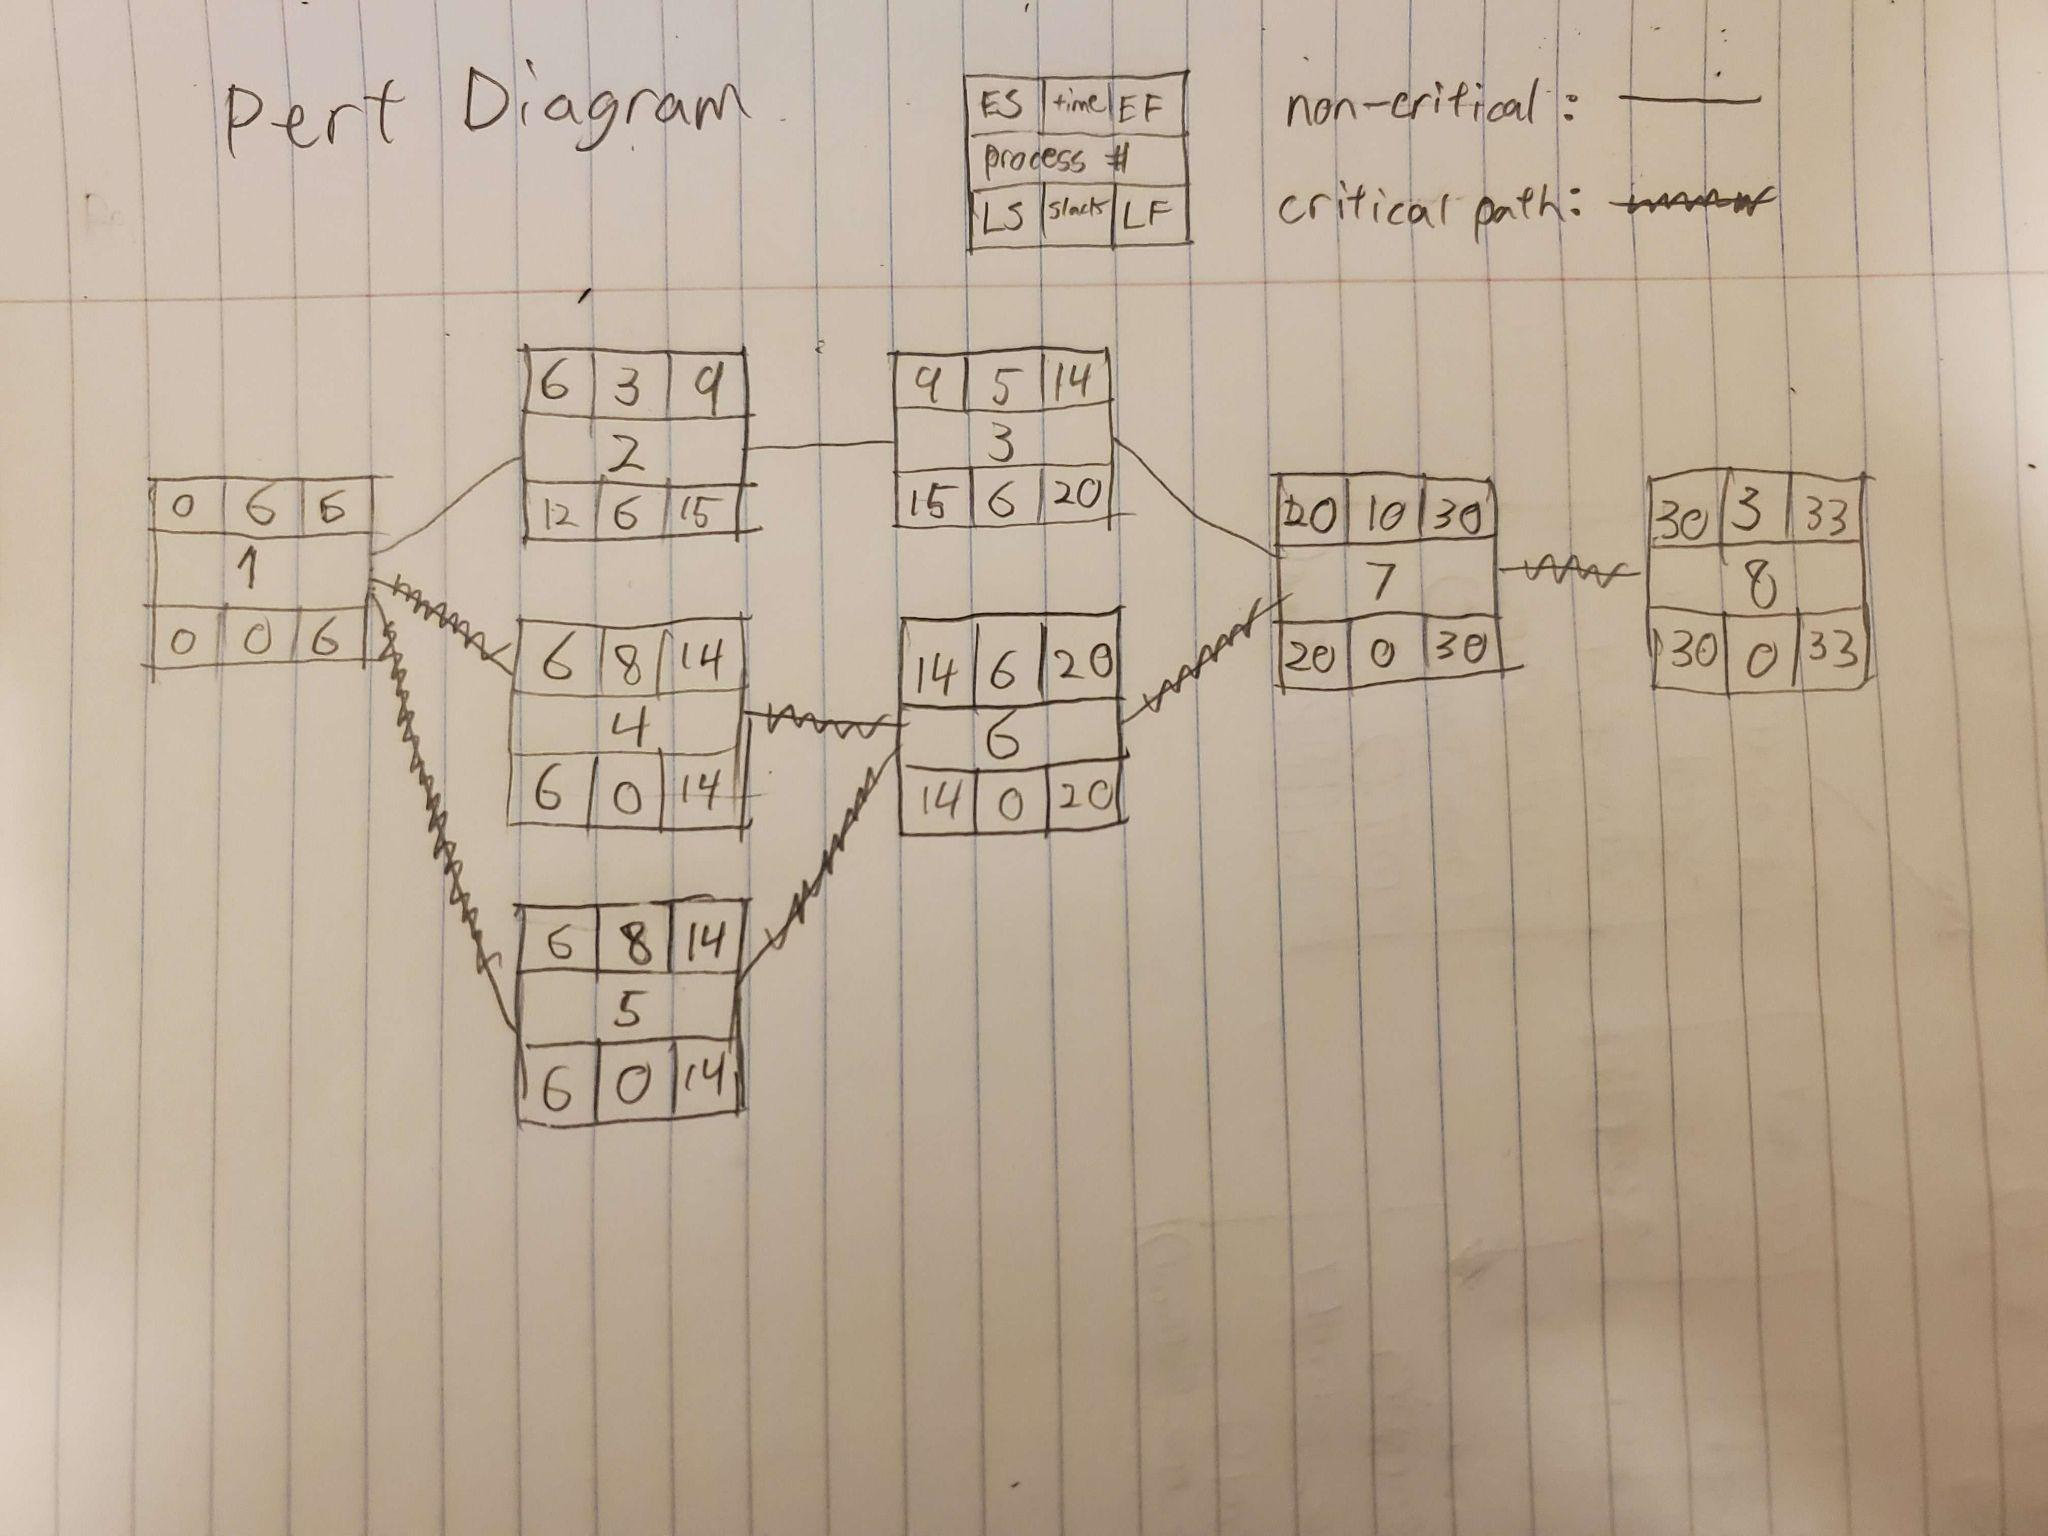 Pert Diagram
ES time EF
process #
LS slack LF
non-critical:
critical path:
0 6 6
1
0 0 6
6 3 9
2
12 6 15
9 5 14
3
15 6 20
6 8 14
4
6 0 14
14 6 20
6
14 0 20
6 8 14
5
6 0 14
20 10 30
7
20 0 30
30 3 33
8
30 0 33